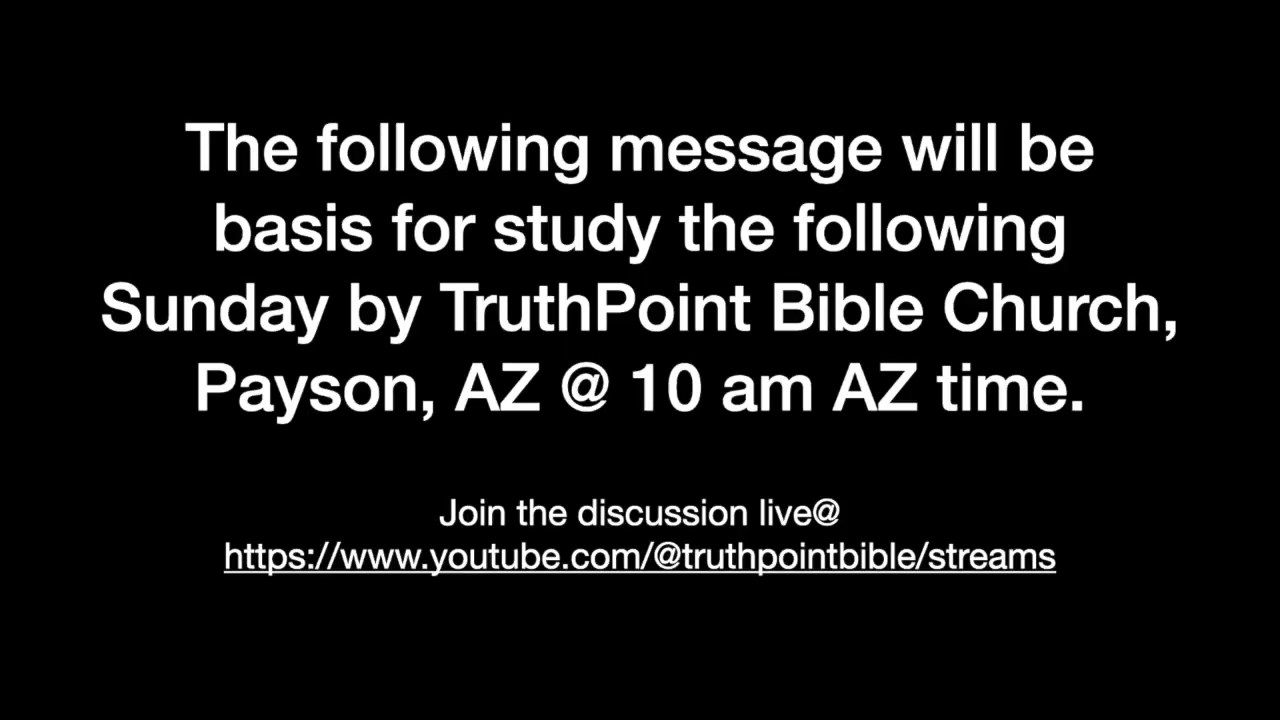 The following message will be
basis for study the following
Sunday by TruthPoint Bible Church,
Payson, AZ @ 10 am AZ time.
Join the discussion live@
https://www.youtube.com/@truthpointbible/streams